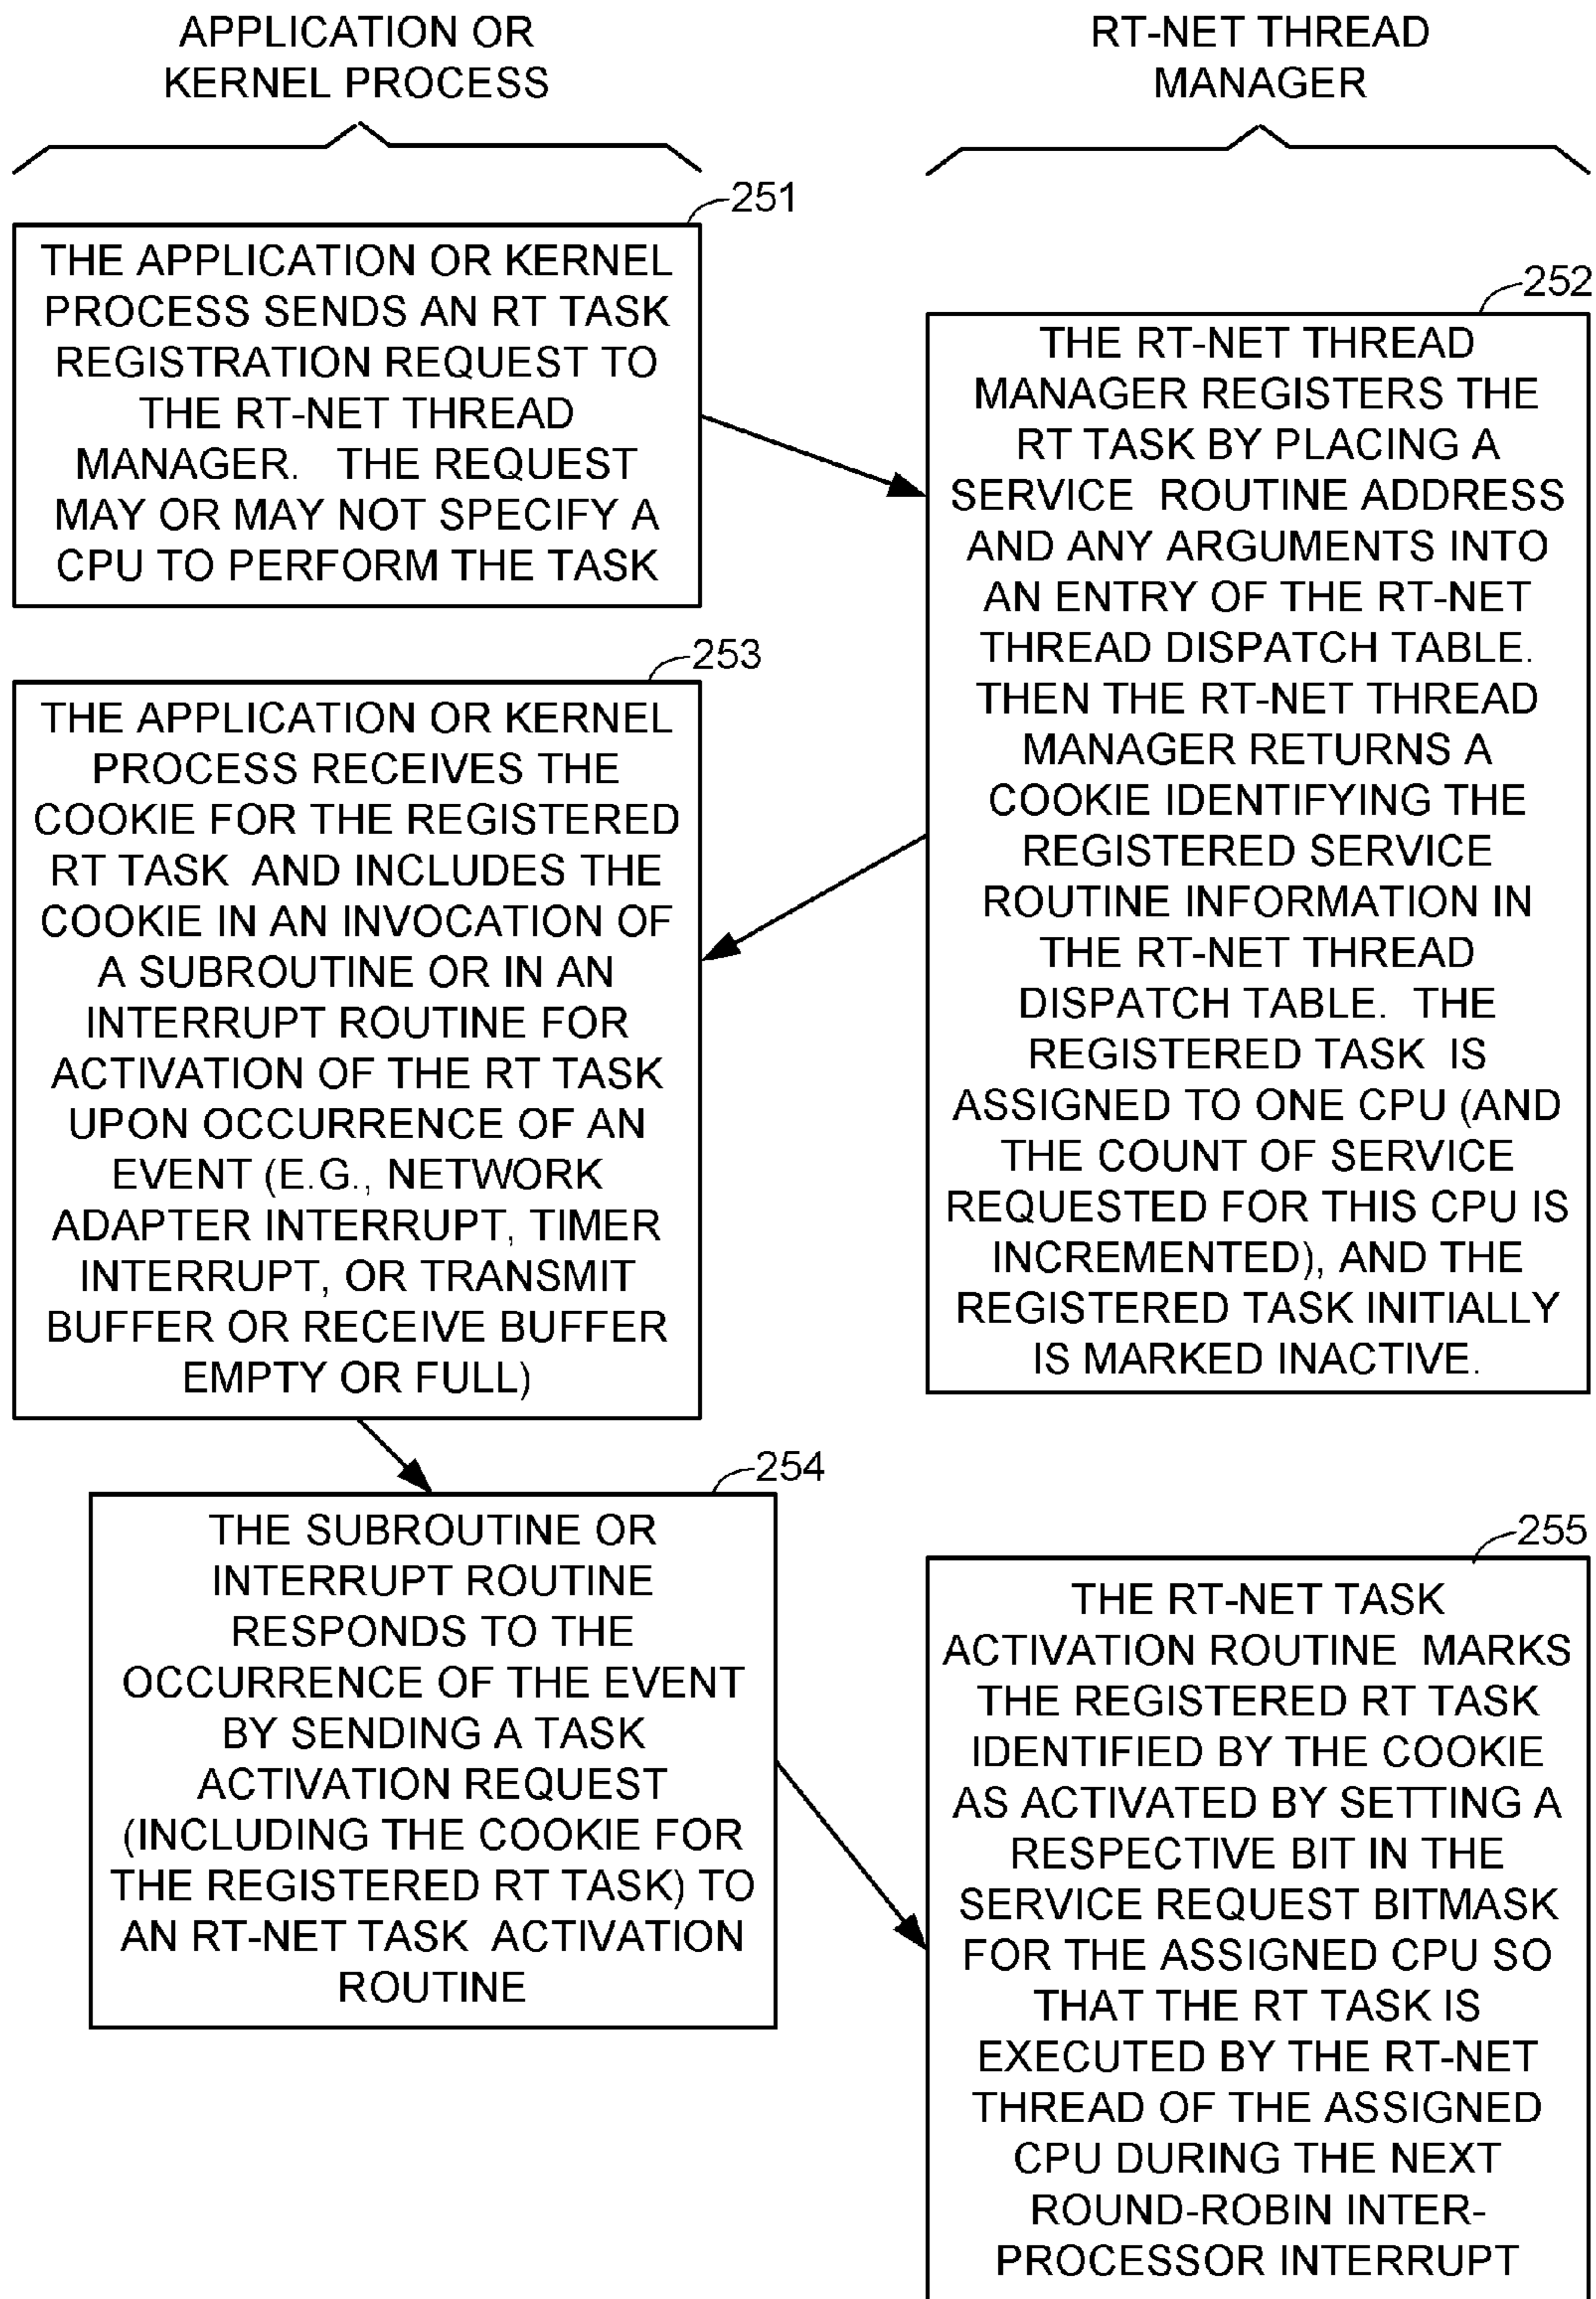 APPLICATION OR
KERNEL PROCESS
RT-NET THREAD
MANAGER
251
THE APPLICATION OR KERNEL
PROCESS SENDS AN RT TASK
REGISTRATION REQUEST TO
THE RT-NET THREAD
MANAGER. THE REQUEST
MAY OR MAY NOT SPECIFY A
CPU TO PERFORM THE TASK
252
THE RT-NET THREAD
MANAGER REGISTERS THE
RT TASK BY PLACING A
SERVICE ROUTINE ADDRESS
AND ANY ARGUMENTS INTO
AN ENTRY OF THE RT-NET
THREAD DISPATCH TABLE.
THEN THE RT-NET THREAD
MANAGER RETURNS A
COOKIE IDENTIFYING THE
REGISTERED SERVICE
ROUTINE INFORMATION IN
THE RT-NET THREAD
DISPATCH TABLE. THE
REGISTERED TASK IS
ASSIGNED TO ONE CPU (AND
THE COUNT OF SERVICE
REQUESTED FOR THIS CPU IS
INCREMENTED), AND THE
REGISTERED TASK INITIALLY
IS MARKED INACTIVE.
253
THE APPLICATION OR KERNEL
PROCESS RECEIVES THE
COOKIE FOR THE REGISTERED
RT TASK AND INCLUDES THE
COOKIE IN AN INVOCATION OF
A SUBROUTINE OR IN AN
INTERRUPT ROUTINE FOR
ACTIVATION OF THE RT TASK
UPON OCCURRENCE OF AN
EVENT (E.G., NETWORK
ADAPTER INTERRUPT, TIMER
INTERRUPT, OR TRANSMIT
BUFFER OR RECEIVE BUFFER
EMPTY OR FULL)
254
THE SUBROUTINE OR
INTERRUPT ROUTINE
RESPONDS TO THE
OCCURRENCE OF THE EVENT
BY SENDING A TASK
ACTIVATION REQUEST
(INCLUDING THE COOKIE FOR
THE REGISTERED RT TASK) TO
AN RT-NET TASK ACTIVATION
ROUTINE
255
THE RT-NET TASK
ACTIVATION ROUTINE MARKS
THE REGISTERED RT TASK
IDENTIFIED BY THE COOKIE
AS ACTIVATED BY SETTING A
RESPECTIVE BIT IN THE
SERVICE REQUEST BITMASK
FOR THE ASSIGNED CPU SO
THAT THE RT TASK IS
EXECUTED BY THE RT-NET
THREAD OF THE ASSIGNED
CPU DURING THE NEXT
ROUND-ROBIN INTER-
PROCESSOR INTERRUPT